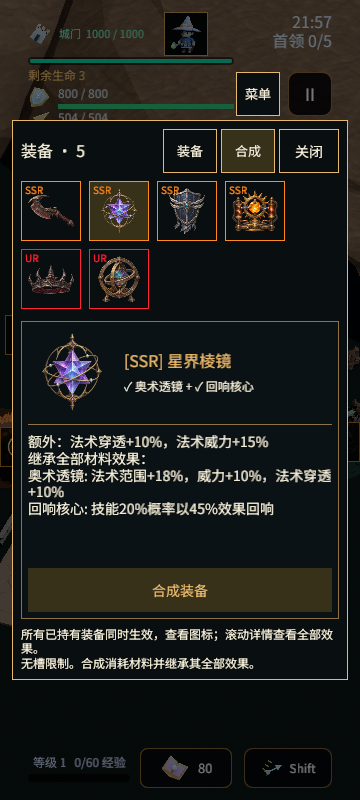 城门 1000 / 1000
21:57
首领 0/5
剩余生命 3
800 / 800
504 / 504
菜单
装备 · 5
装备
合成
关闭
SSR
SSR
SSR
SSR
UR
UR
[SSR] 星界棱镜
✓ 奥术透镜 + ✓ 回响核心
额外：法术穿透+10%，法术威力+15%
继承全部材料效果：
奥术透镜: 法术范围+18%，威力+10%，法术穿透
+10%
回响核心: 技能20%概率以45%效果回响
合成装备
所有已持有装备同时生效，查看图标；滚动详情查看全部效
果。
无槽限制。合成消耗材料并继承其全部效果。
等级 1 0/60 经验
80
Shift